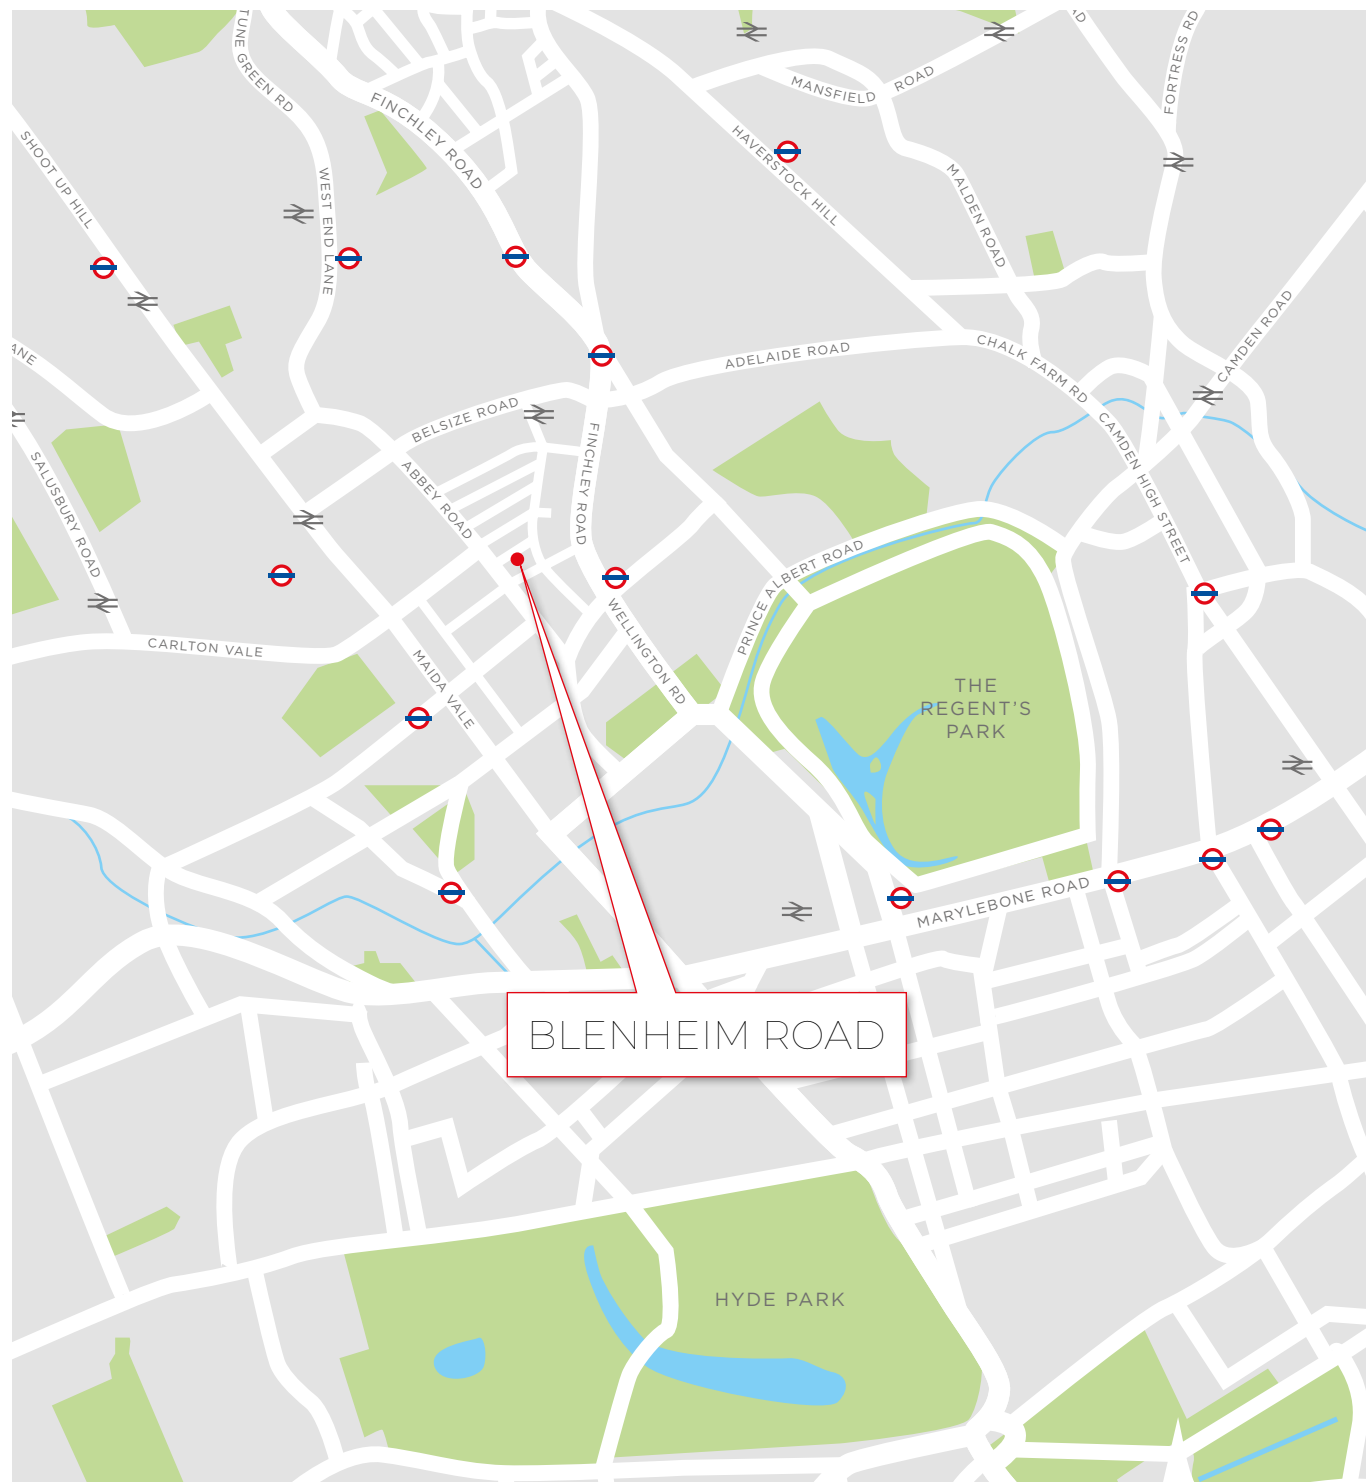 TUNE GREEN RD
FINCHLEY ROAD
MANSFIELD ROAD
FORTRESS RD
SHOOT UP HILL
WEST END LANE
HAVERSTOCK HILL
MALDEN ROAD
CAMDEN ROAD
ANE
ADELAIDE ROAD
CHALK FARM RD
BELSIZE ROAD
FINCHLEY ROAD
CAMDEN HIGH STREET
SALUSBURY ROAD
ABBEY ROAD
PRINCE ALBERT ROAD
WELLINGTON RD
CARLTON VALE
MAIDA VALE
THE
REGENT'S
PARK
MARYLEBONE ROAD
BLENHEIM ROAD
HYDE PARK